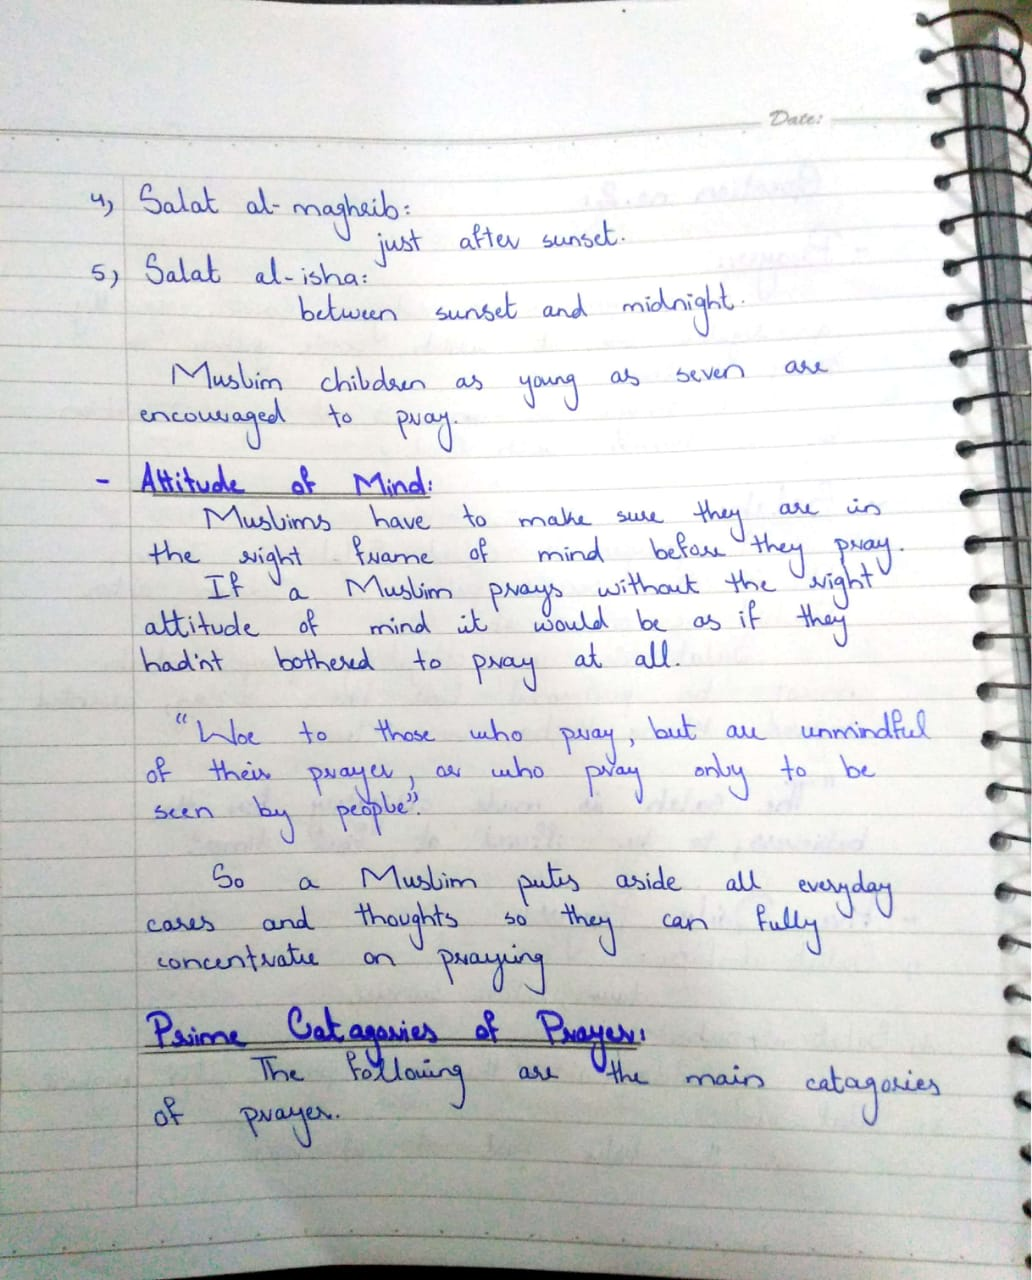 Date:
4) Salat al-maghrib:
just after sunset.
5) Salat al-isha:
between sunset and midnight.
Muslim children as young as seven are
encouraged to pray.
- Attitude of Mind:
Muslims have to make sure they are in
the right frame of mind before they pray.
If a Muslim prays without the right
attitude of mind it would be as if they
had'nt bothered to pray at all.
"Woe to those who pray, but are unmindful
of their prayer, or who pray only to be
seen by people".
So a Muslim puts aside all everyday
cares and thoughts so they can fully
concentrate on praying
Prime Catagories of Prayer:
The following are the main catagories
of prayer.